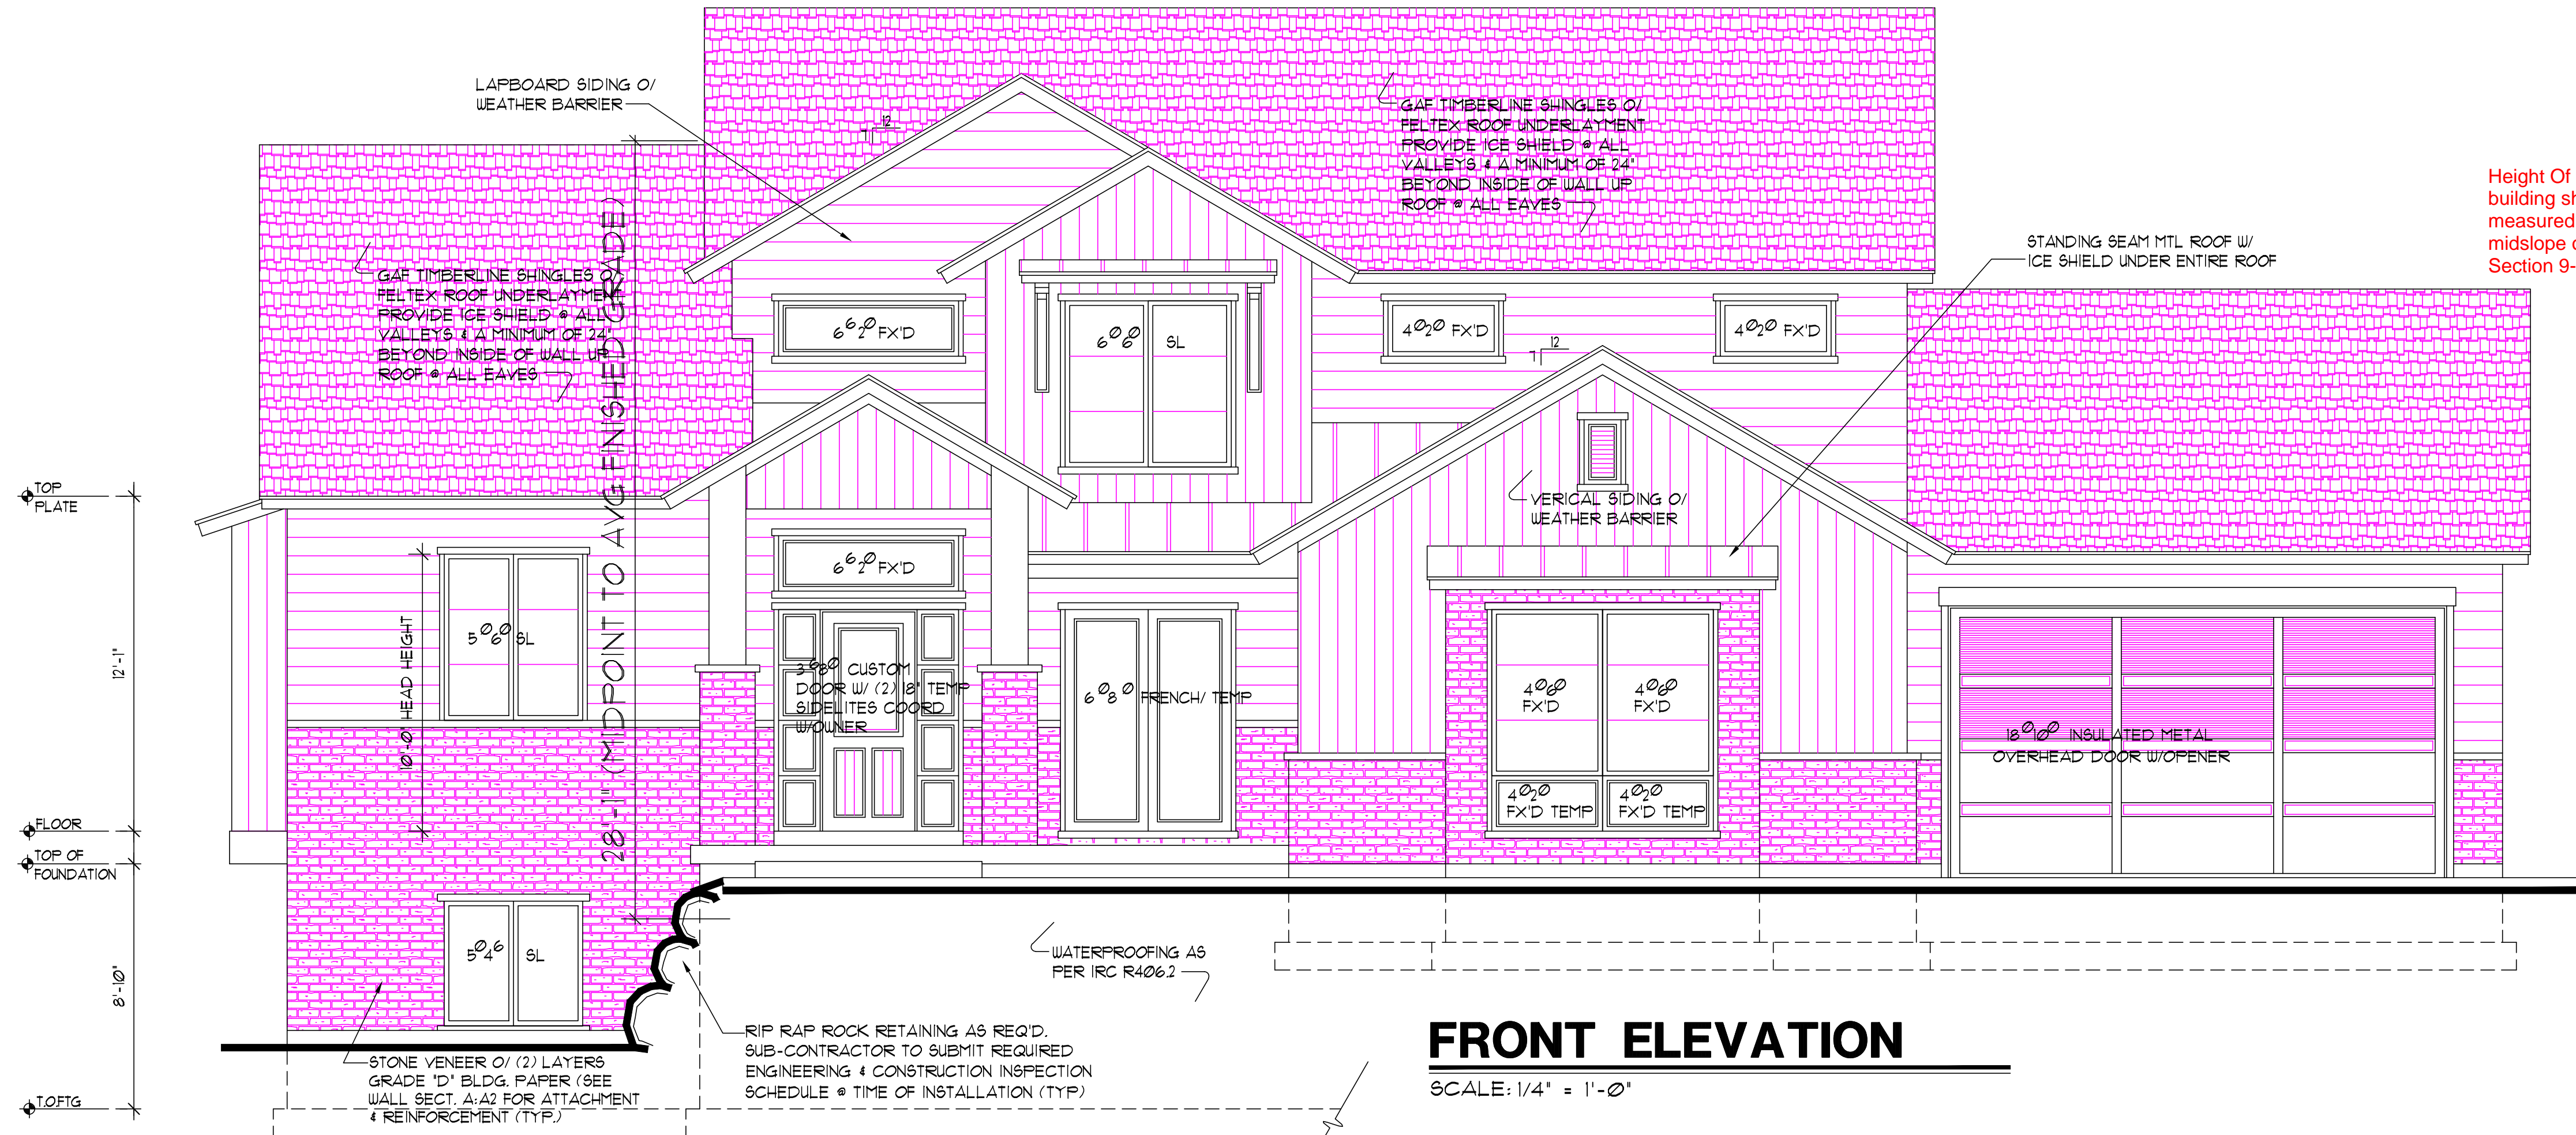 LAPBOARD SIDING O/
WEATHER BARRIER
12
7
GAF TIMBERLINE SHINGLES O/
FELTEX ROOF UNDERLAYMENT
PROVIDE ICE SHIELD @ ALL
VALLEYS & A MINIMUM OF 24"
BEYOND INSIDE OF WALL UP
ROOF @ ALL EAVES
Height Of
building
measured
midslope
Section 9-
STANDING SEAM MTL ROOF W/
ICE SHIELD UNDER ENTIRE ROOF
GAF TIMBERLINE SHINGLES O/
FELTEX ROOF UNDERLAYMENT
PROVIDE ICE SHIELD @ ALL
VALLEYS & A MINIMUM OF 24"
BEYOND INSIDE OF WALL UP
ROOF @ ALL EAVES
28'-1" (MIDPOINT TO AVG FINISHED GRADE)
6⁶2⁰ FX'D
6⁰6⁰ SL
4⁰2⁰ FX'D
4⁰2⁰ FX'D
12
7
TOP
PLATE
VERICAL SIDING O/
WEATHER BARRIER
6⁶2⁰ FX'D
5⁰6⁰ SL
12'-1"
10'-0" HEAD HEIGHT
3⁶8⁰ CUSTOM
DOOR W/ (2) 18" TEMP
SIDELITES COORD
W/OWNER
6⁰8⁰ FRENCH/ TEMP
4⁰6⁰
FX'D
4⁰6⁰
FX'D
18⁰10⁰ INSULATED METAL
OVERHEAD DOOR W/OPENER
4⁰2⁰
FX'D TEMP
4⁰2⁰
FX'D TEMP
FLOOR
TOP OF
FOUNDATION
5⁰4⁶ SL
8'-10"
WATERPROOFING AS
PER IRC R406.2
RIP RAP ROCK RETAINING AS REQ'D.
SUB-CONTRACTOR TO SUBMIT REQUIRED
ENGINEERING & CONSTRUCTION INSPECTION
SCHEDULE @ TIME OF INSTALLATION (TYP)
STONE VENEER O/ (2) LAYERS
GRADE "D" BLDG. PAPER (SEE
WALL SECT. A:A2 FOR ATTACHMENT
& REINFORCEMENT (TYP.)
T.O.FTG
FRONT ELEVATION
SCALE: 1/4" = 1'-0"